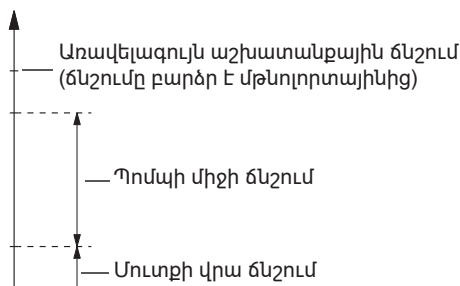 Առավելագույն աշխատանքային ճնշում
(ճնշումը բարձր է մթնոլորտայինից)
Պոմպի միջի ճնշում
Մուտքի վրա ճնշում